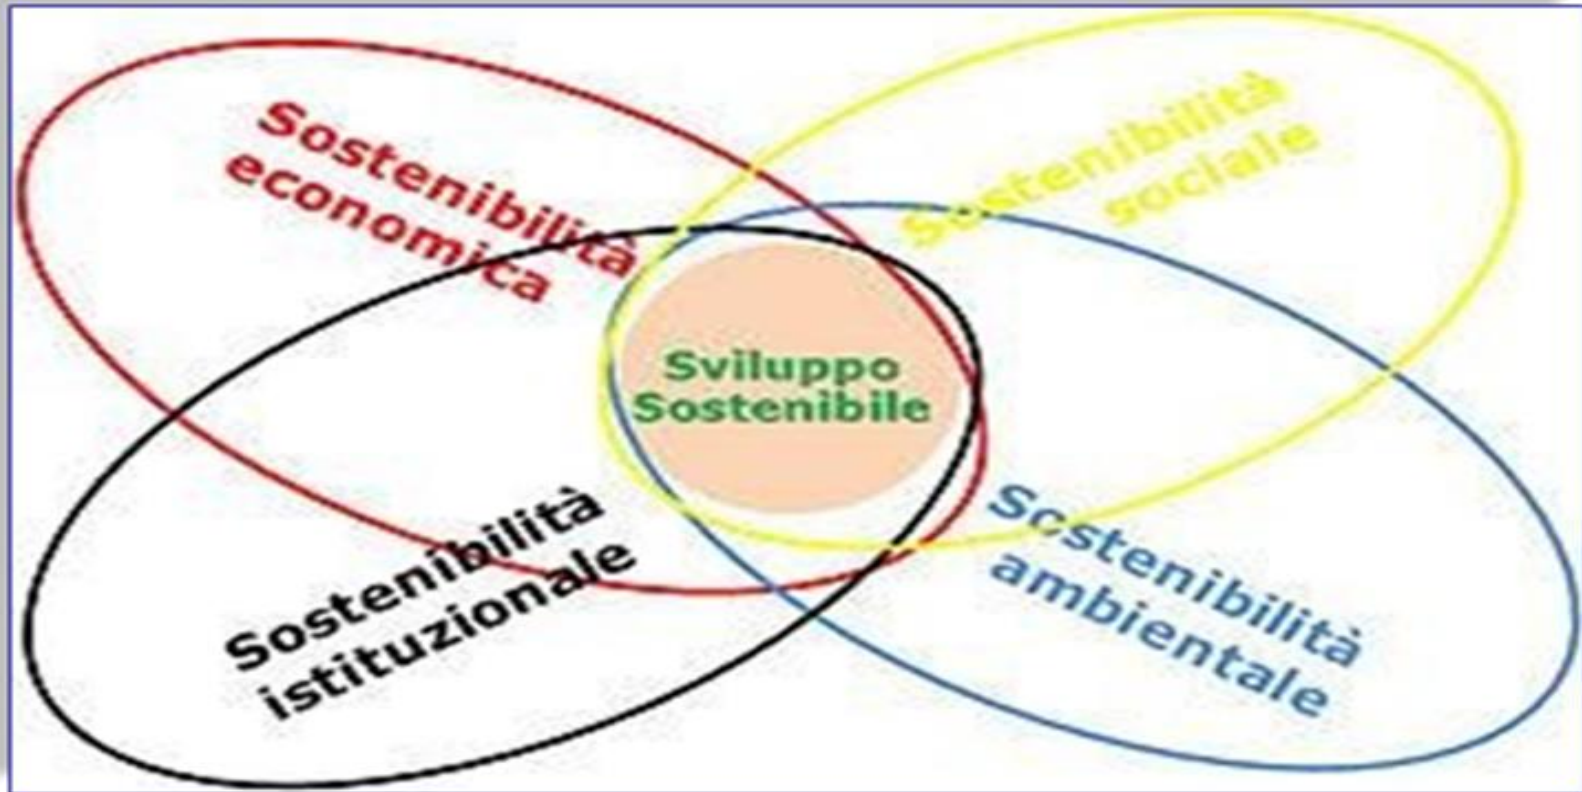 Sostenibilità
economica
Sostenibilità
sociale
Sviluppo
Sostenibile
Sostenibilità
istituzionale
Sostenibilità
ambientale